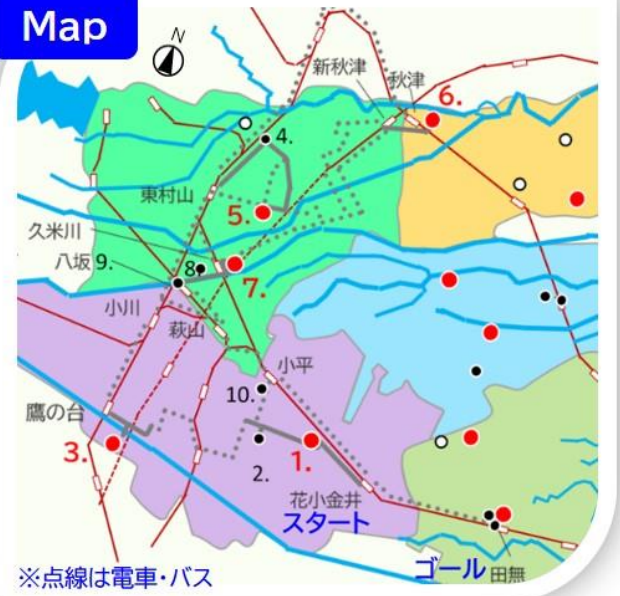 Map
N
新秋津
秋津
6.
4.
東村山
5.
久米川
八坂 9.
8.
7.
小川
萩山
小平
10.
鷹の台
3.
1.
2.
花小金井
スタート
ゴール
田無
※点線は電車・バス